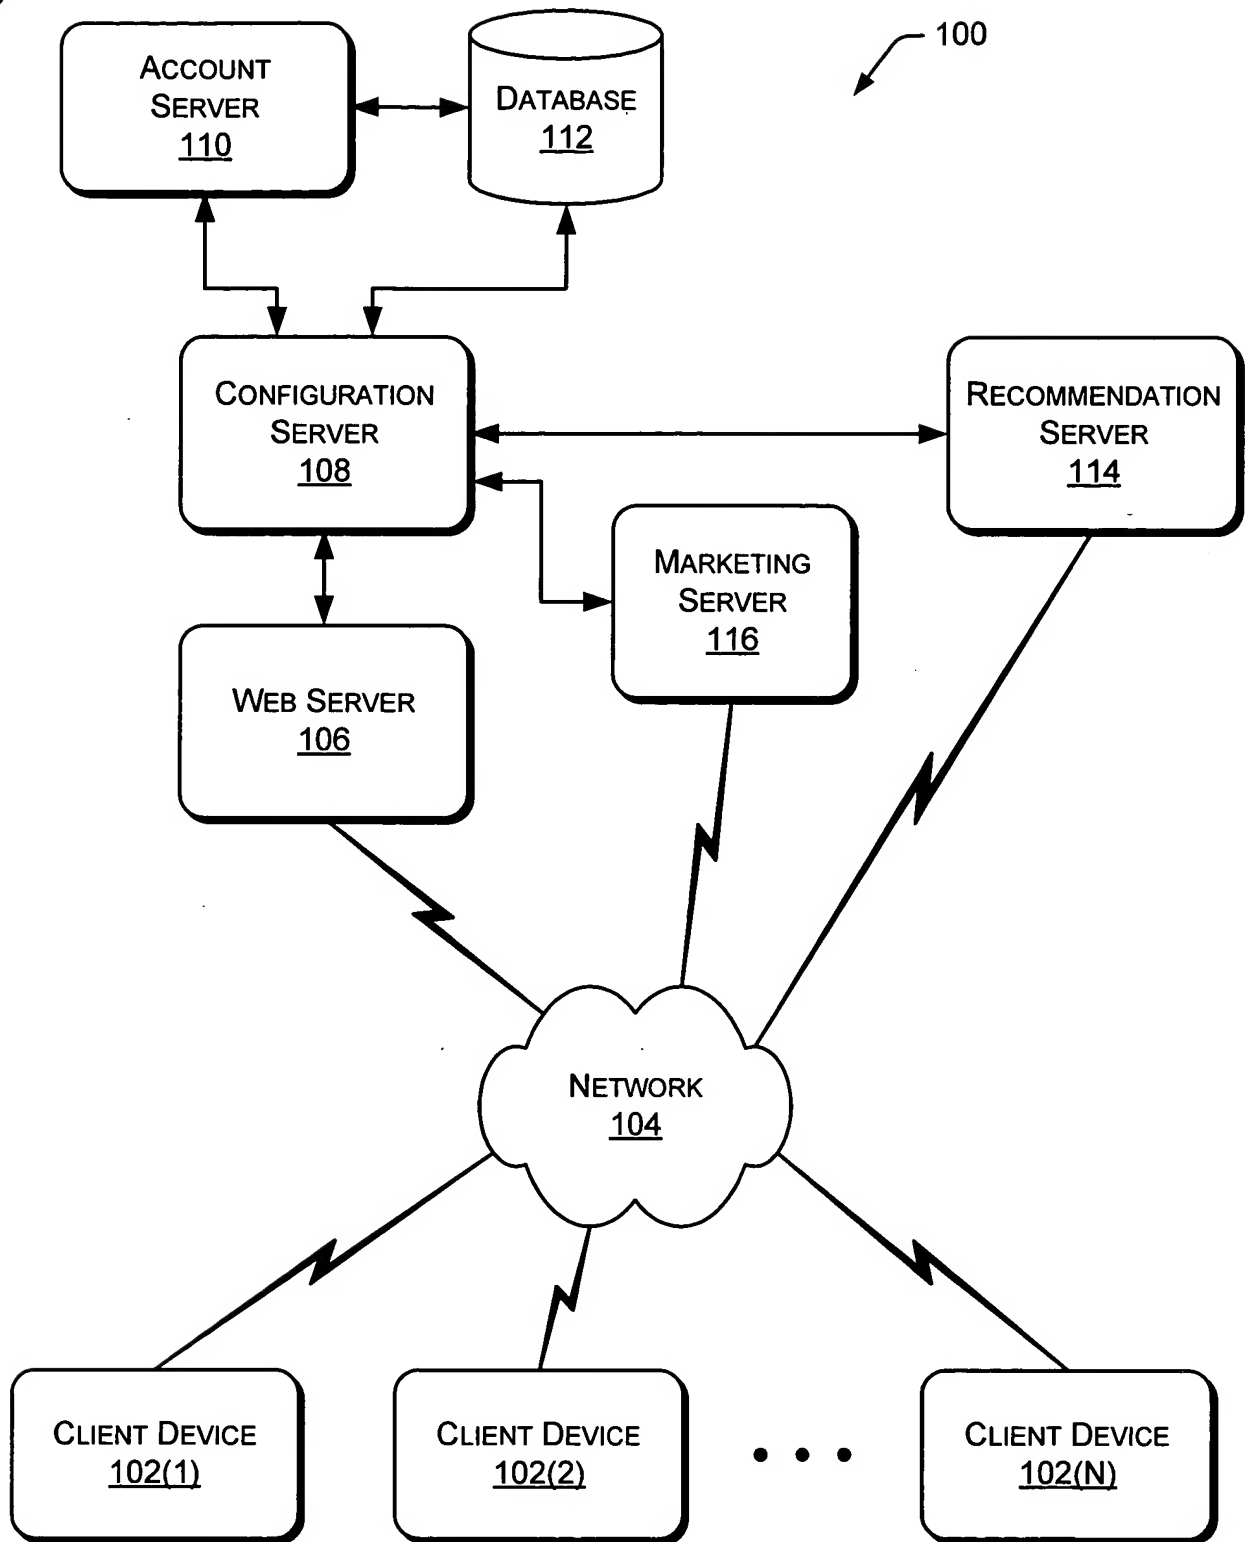 100
ACCOUNT
SERVER
110
DATABASE
112
CONFIGURATION
SERVER
108
RECOMMENDATION
SERVER
114
MARKETING
SERVER
116
WEB SERVER
106
NETWORK
104
CLIENT DEVICE
102(1)
CLIENT DEVICE
102(2)
• • •
CLIENT DEVICE
102(N)